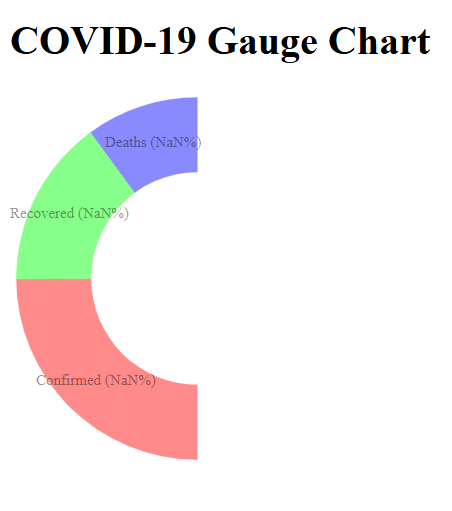 COVID-19 Gauge Chart
Deaths (NaN%)
Recovered (NaN%)
Confirmed (NaN%)